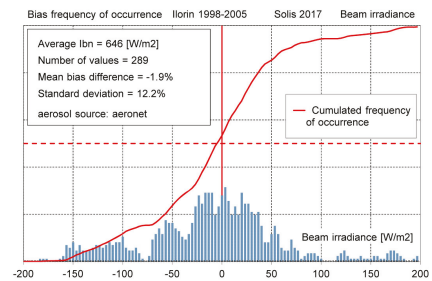 Bias frequency of occurrence Ilorin 1998-2005 Solis 2017 Beam irradiance
Average Ibn = 646 [W/m2]
Number of values = 289
Mean bias difference = -1.9%
Standard deviation = 12.2%
aerosol source: aeronet
Cumulated frequency
of occurrence
Beam irradiance [W/m2]
-200 -150 -100 -50 0 50 100 150 200